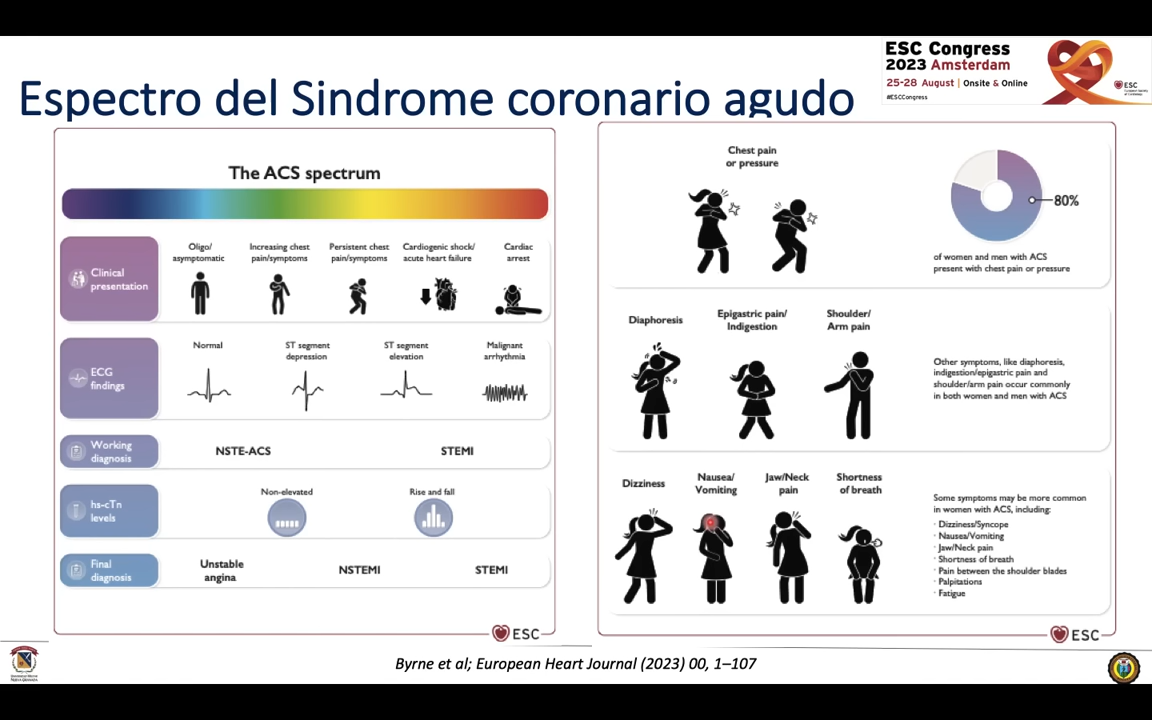 ESC Congress
2023 Amsterdam
25-28 August | Onsite & Online
#ESCCongress
ESC
Espectro del Sindrome coronario agudo
The ACS spectrum
Clinical
presentation
Oligo/
asymptomatic
Increasing chest
pain/symptoms
Persistent chest
pain/symptoms
Cardiogenic shock/
acute heart failure
Cardiac
arrest
ECG
findings
Normal
ST segment
depression
ST segment
elevation
Malignant
arrhythmia
Working
diagnosis
NSTE-ACS
STEMI
hs-cTn
levels
Non-elevated
Rise and fall
Final
diagnosis
Unstable
angina
NSTEMI
STEMI
ESC
Chest pain
or pressure
80%
of women and men with ACS
present with chest pain or pressure
Diaphoresis
Epigastric pain/
Indigestion
Shoulder/
Arm pain
Other symptoms, like diaphoresis,
indigestion/epigastric pain and
shoulder/arm pain occur commonly
in both women and men with ACS
Dizziness
Nausea/
Vomiting
Jaw/Neck
pain
Shortness
of breath
Some symptoms may be more common
in women with ACS, including:
· Dizziness/Syncope
· Nausea/Vomiting
· Jaw/Neck pain
· Shortness of breath
· Pain between the shoulder blades
· Palpitations
· Fatigue
ESC
Byrne et al; European Heart Journal (2023) 00, 1–107